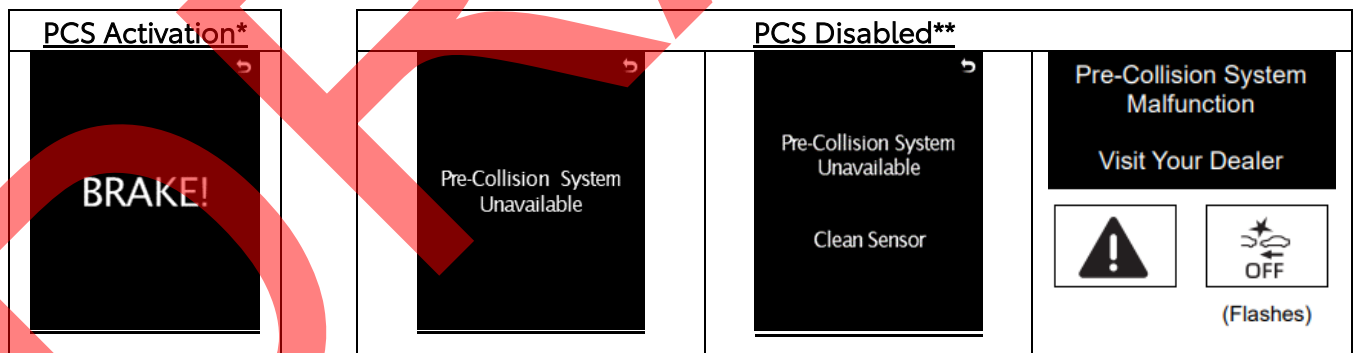 PCS Activation*
PCS Disabled**
BRAKE!
Pre-Collision System
Unavailable
Pre-Collision System
Unavailable
Clean Sensor
Pre-Collision System
Malfunction
Visit Your Dealer
OFF
(Flashes)